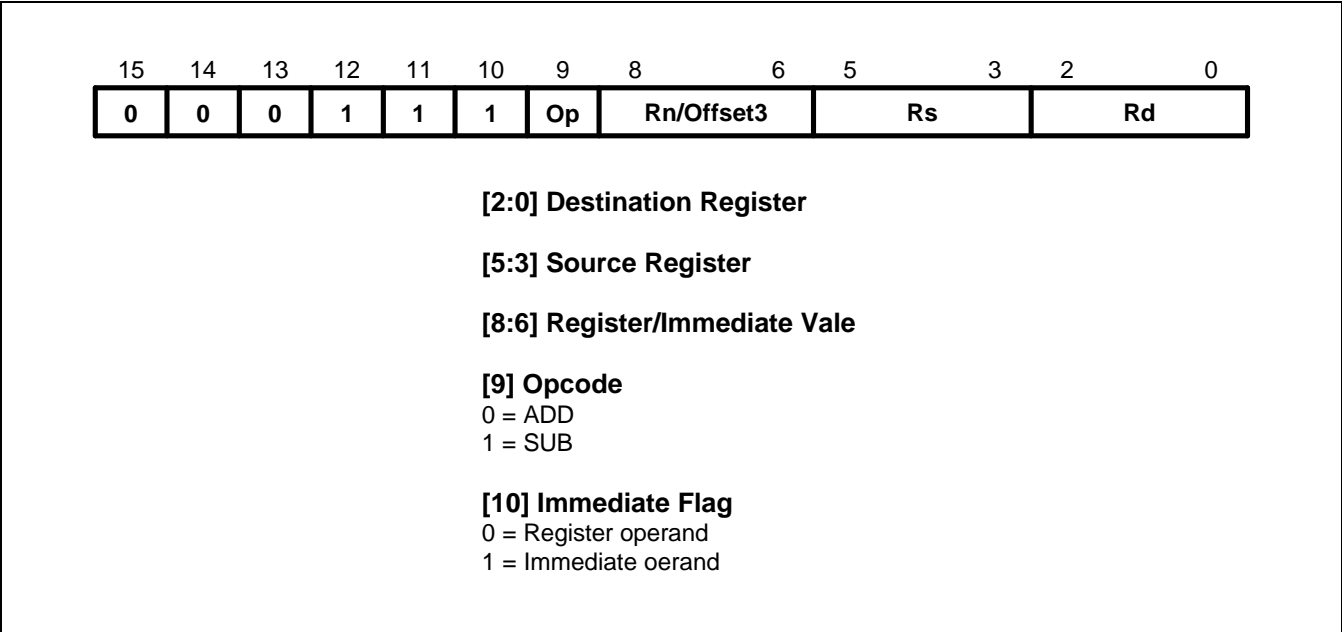 15 14 13 12 11 10 9 8 6 5 3 2 0
0 0 0 1 1 1 Op Rn/Offset3 Rs Rd
[2:0] Destination Register
[5:3] Source Register
[8:6] Register/Immediate Vale
[9] Opcode
0 = ADD
1 = SUB
[10] Immediate Flag
0 = Register operand
1 = Immediate oerand